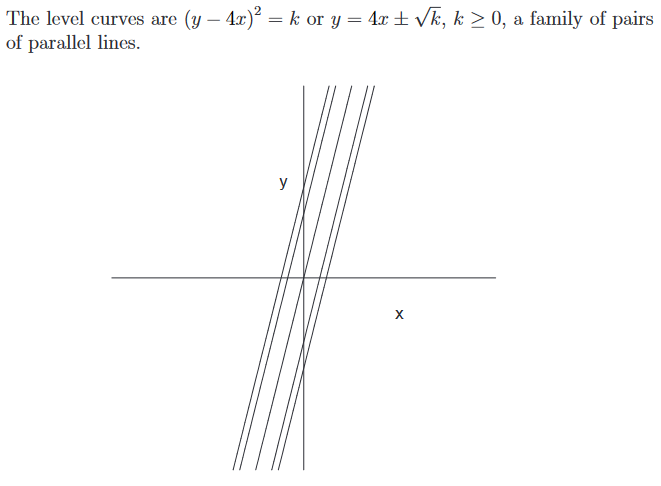 The level curves are (y − 4x)² = k or y = 4x ± √k, k ≥ 0, a family of pairs
of parallel lines.
y
x